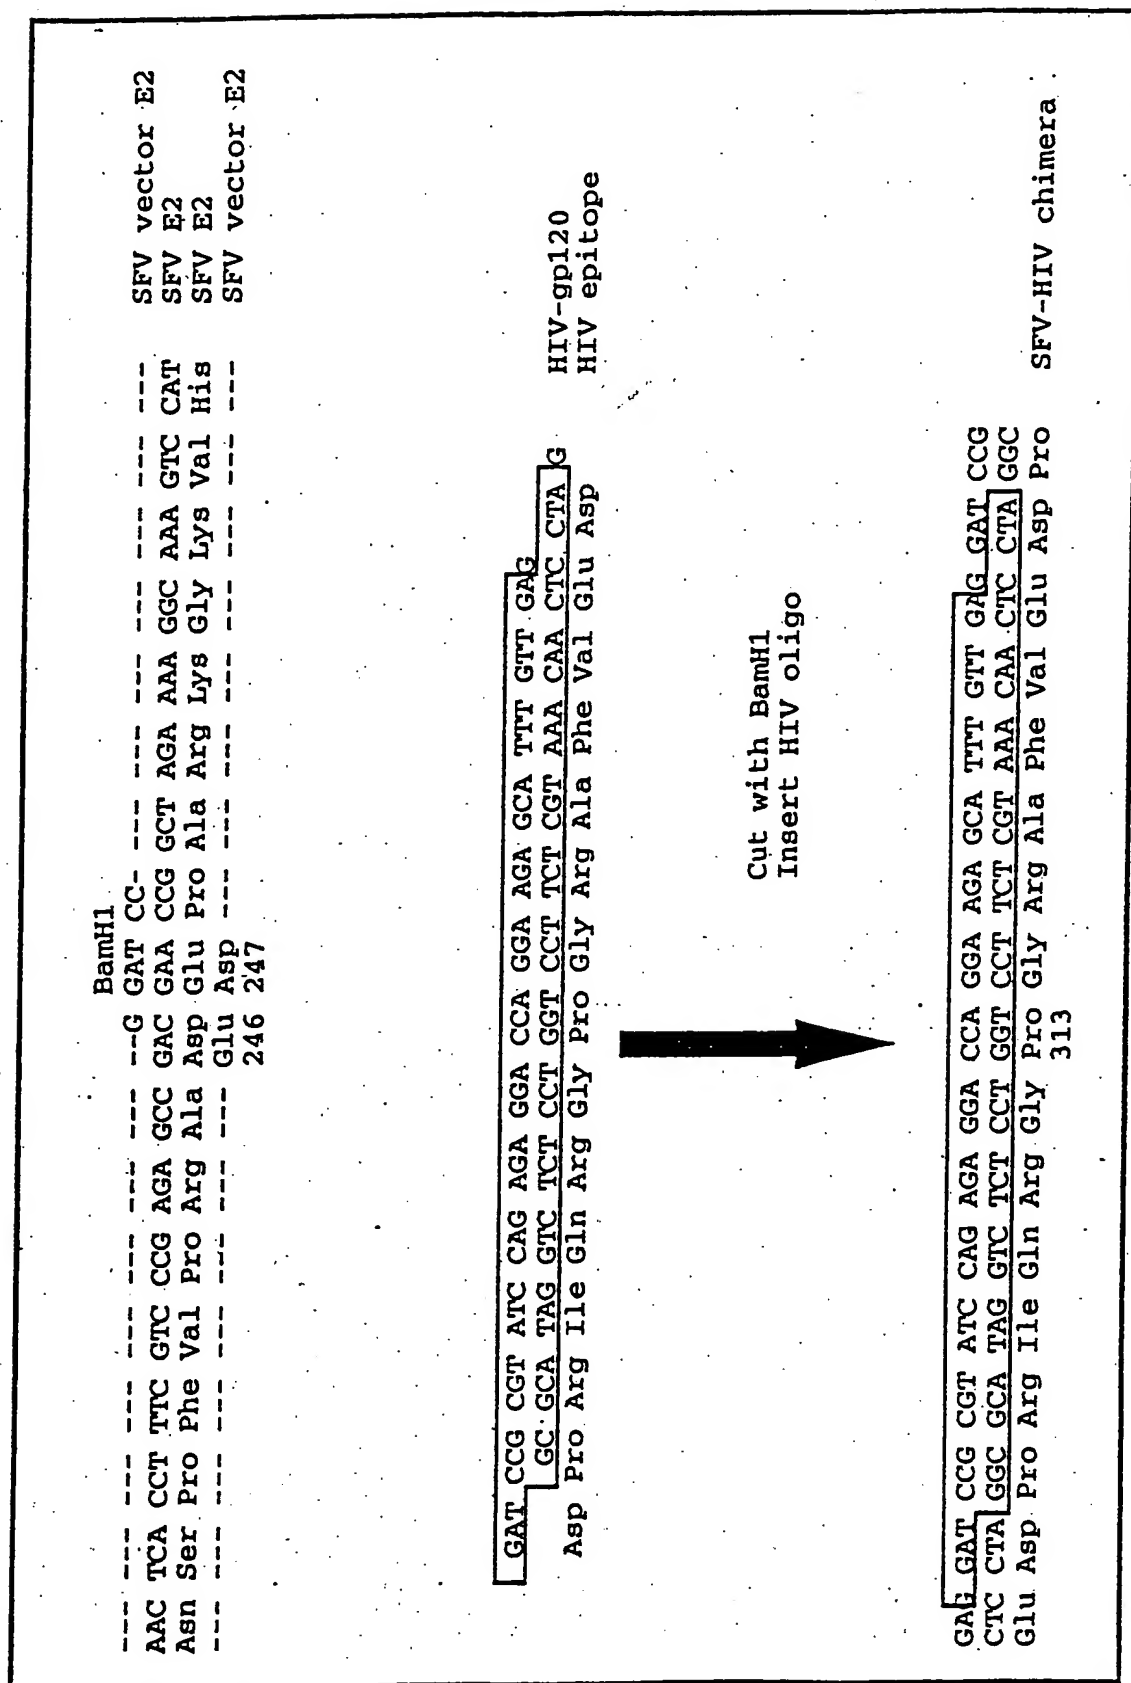 BamH1
--- --- --- --- --- --- --- --G GAT CC- --- --- --- --- --- --- --- SFV vector E2
AAC TCA CCT TTC GTC CCG AGA GCC GAC GAA CCG GCT AGA AAA GGC AAA GTC CAT SFV E2
Asn Ser Pro Phe Val Pro Arg Ala Asp Glu Pro Ala Arg Lys Gly Lys Val His SFV E2
--- --- --- --- --- --- --- --- Glu Asp --- --- --- --- --- --- --- --- SFV vector E2
246 247
GAT CCG CGT ATC CAG AGA GGA CCA GGA AGA GCA TTT GTT GAG
GC GCA TAG GTC TCT CCT GGT CCT TCT CGT AAA CAA CTC CTA G HIV-gp120
Asp Pro Arg Ile Gln Arg Gly Pro Gly Arg Ala Phe Val Glu Asp HIV epitope
Cut with BamH1
Insert HIV oligo
GAG GAT CCG CGT ATC CAG AGA GGA CCA GGA AGA GCA TTT GTT GAG GAT CCG
CTC CTA GGC GCA TAG GTC TCT CCT GGT CCT TCT CGT AAA CAA CTC CTA GGC
Glu Asp Pro Arg Ile Gln Arg Gly Pro Gly Arg Ala Phe Val Glu Asp Pro SFV-HIV chimera
313